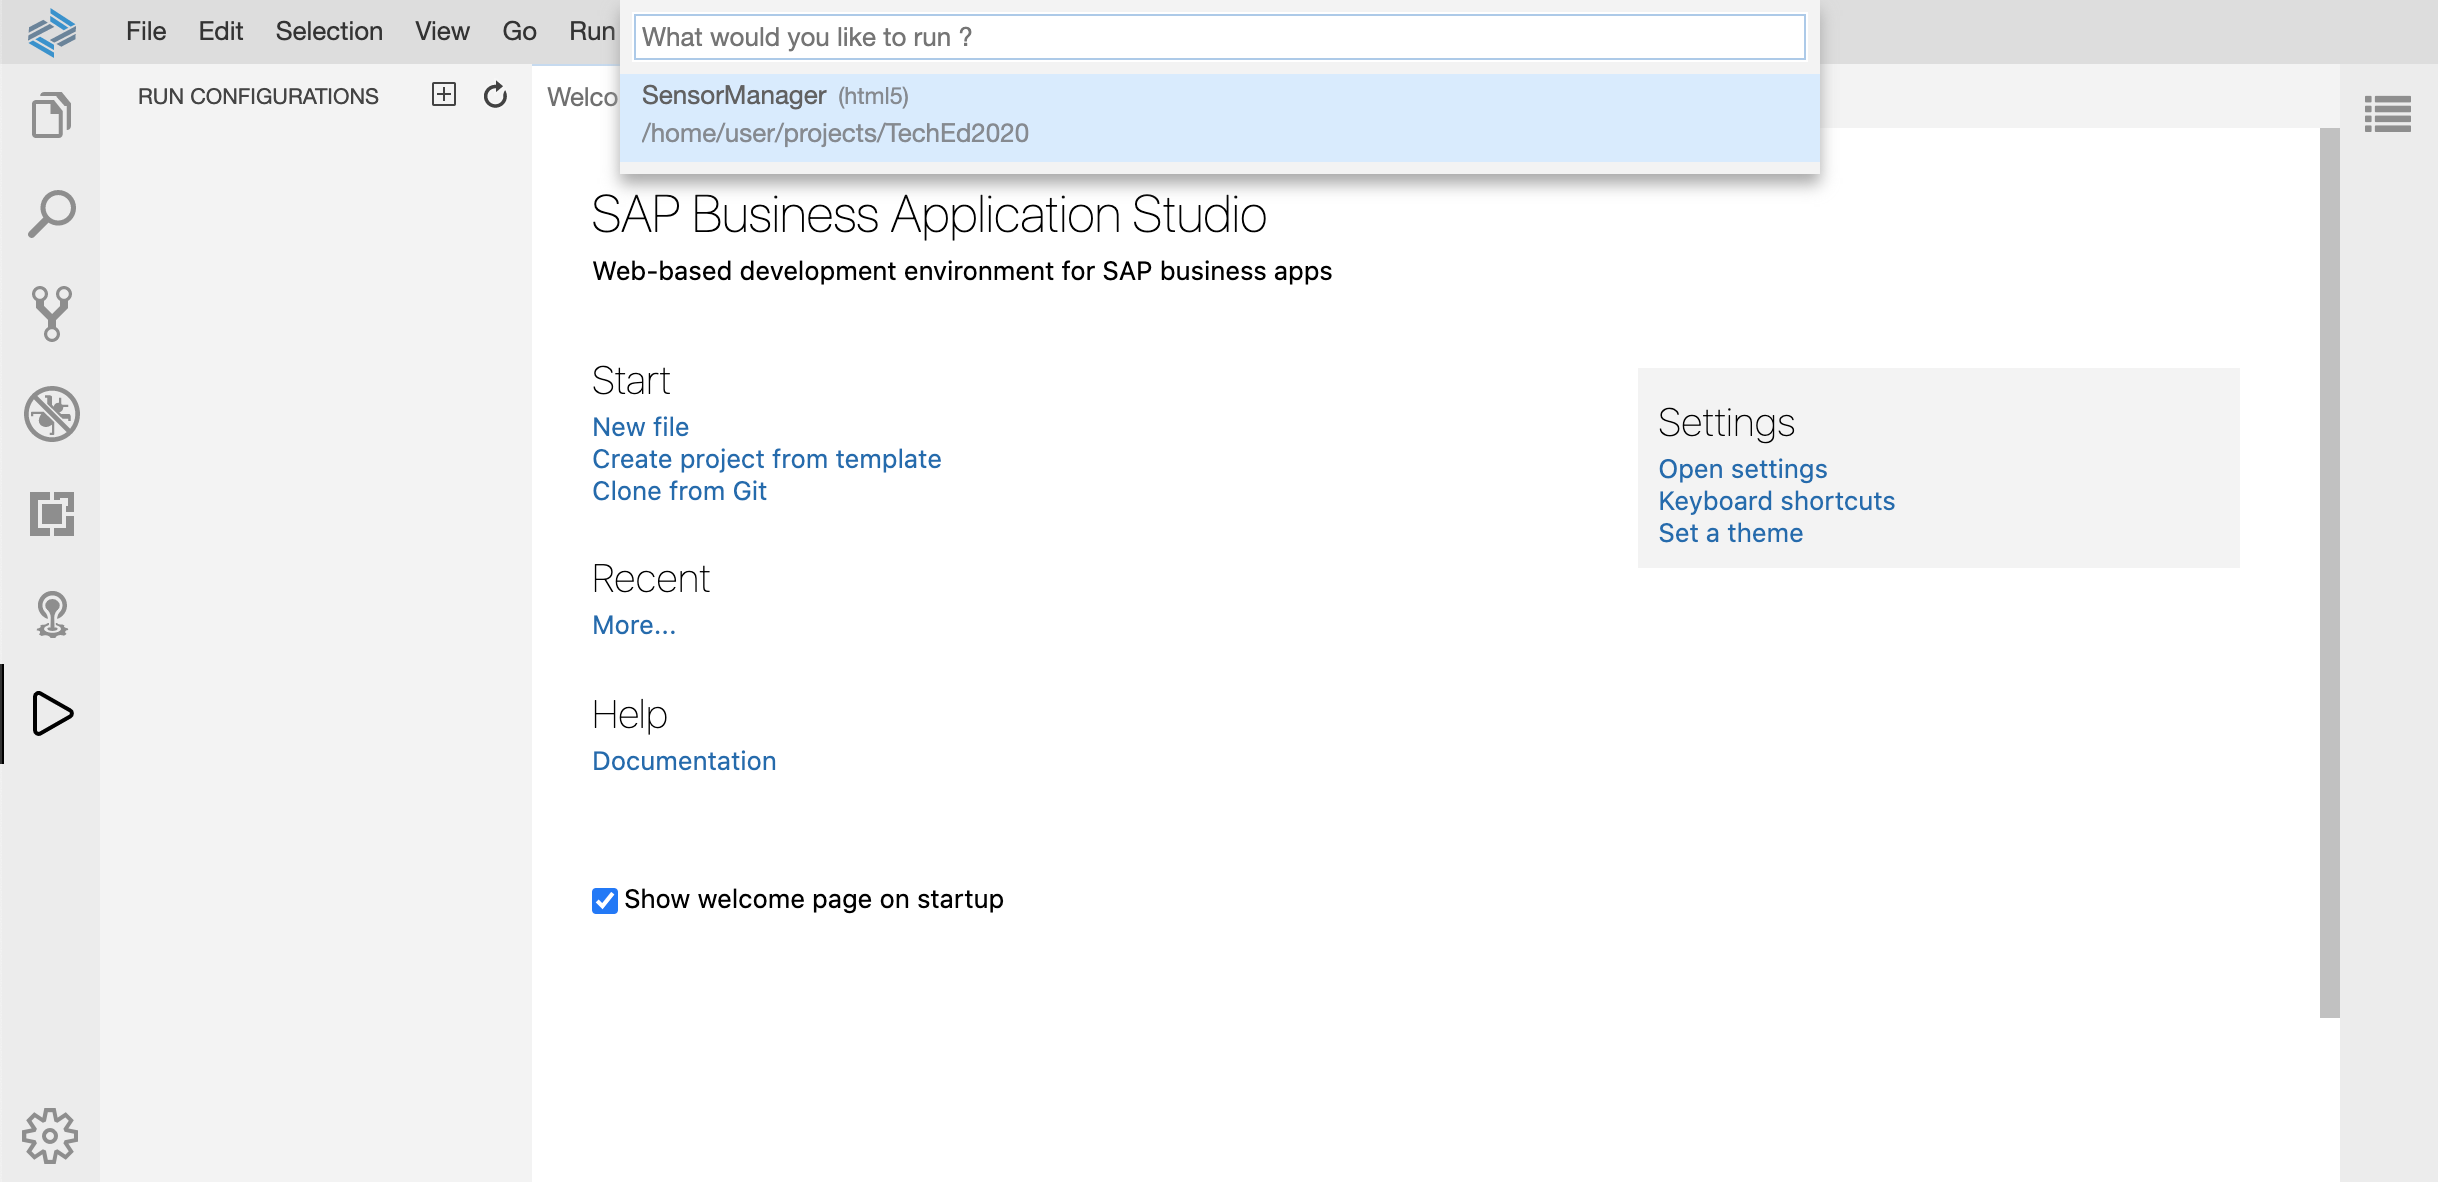 File Edit Selection View Go Run
What would you like to run ?
SensorManager (html5)
/home/user/projects/TechEd2020
RUN CONFIGURATIONS
Welco
SAP Business Application Studio
Web-based development environment for SAP business apps
Start
New file
Create project from template
Clone from Git
Recent
More...
Help
Documentation
Show welcome page on startup
Settings
Open settings
Keyboard shortcuts
Set a theme